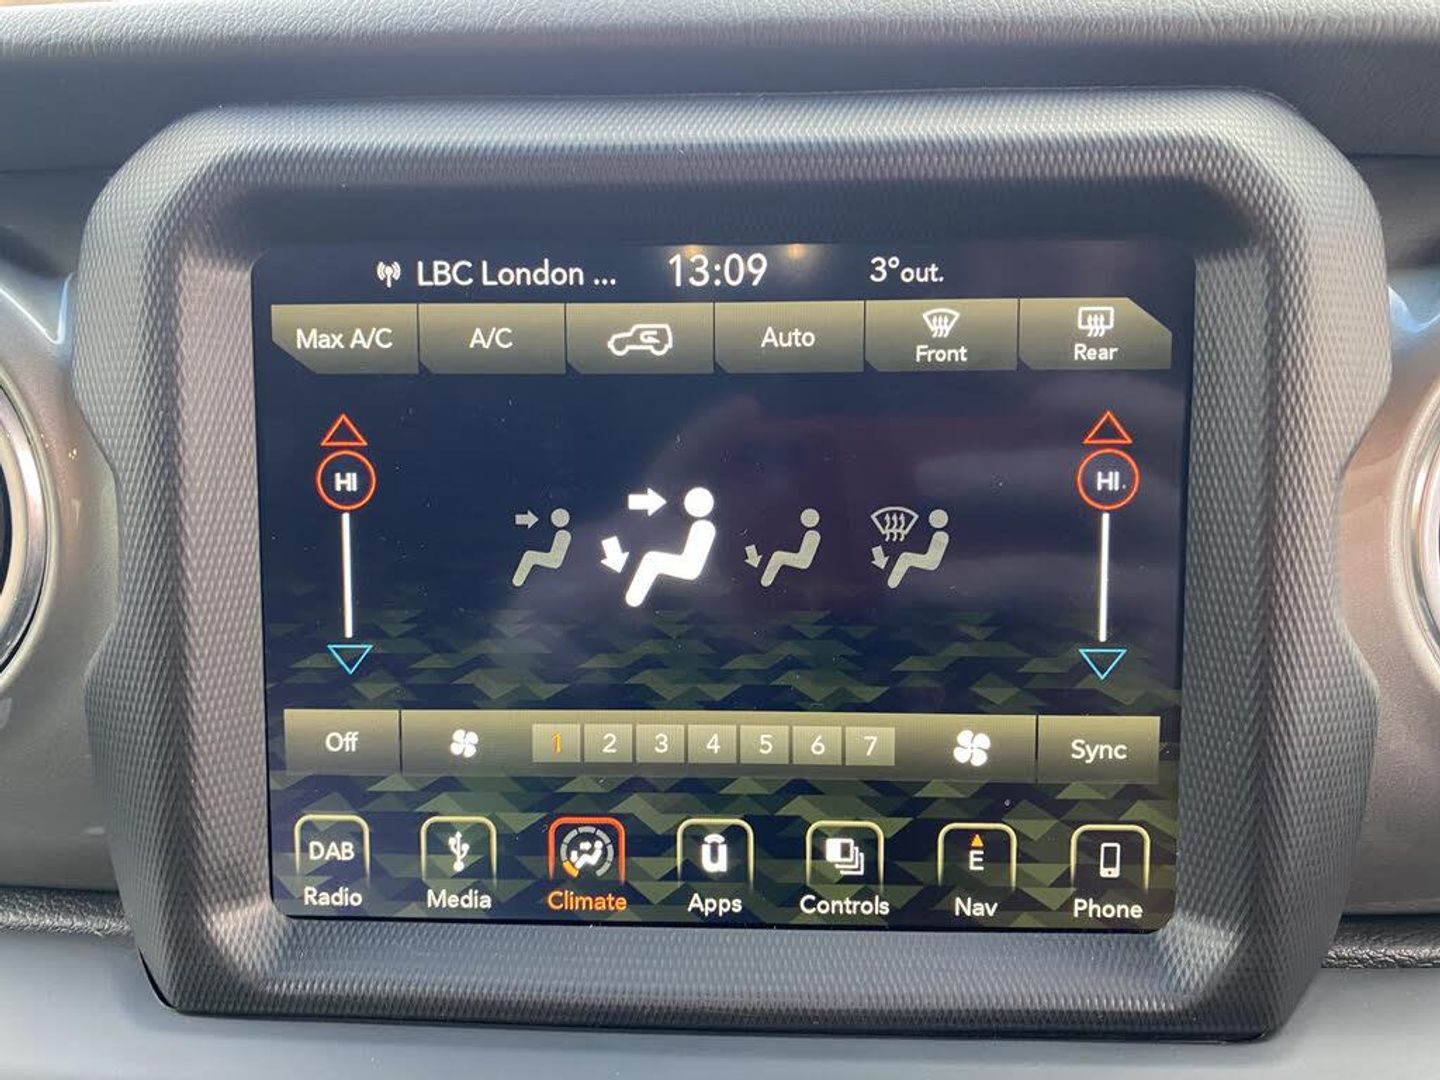 LBC London ... 13:09 3°out.
Max A/C A/C Auto Front Rear
HI HI
Off 1 2 3 4 5 6 7 Sync
DAB E
Radio Media Climate Apps Controls Nav Phone